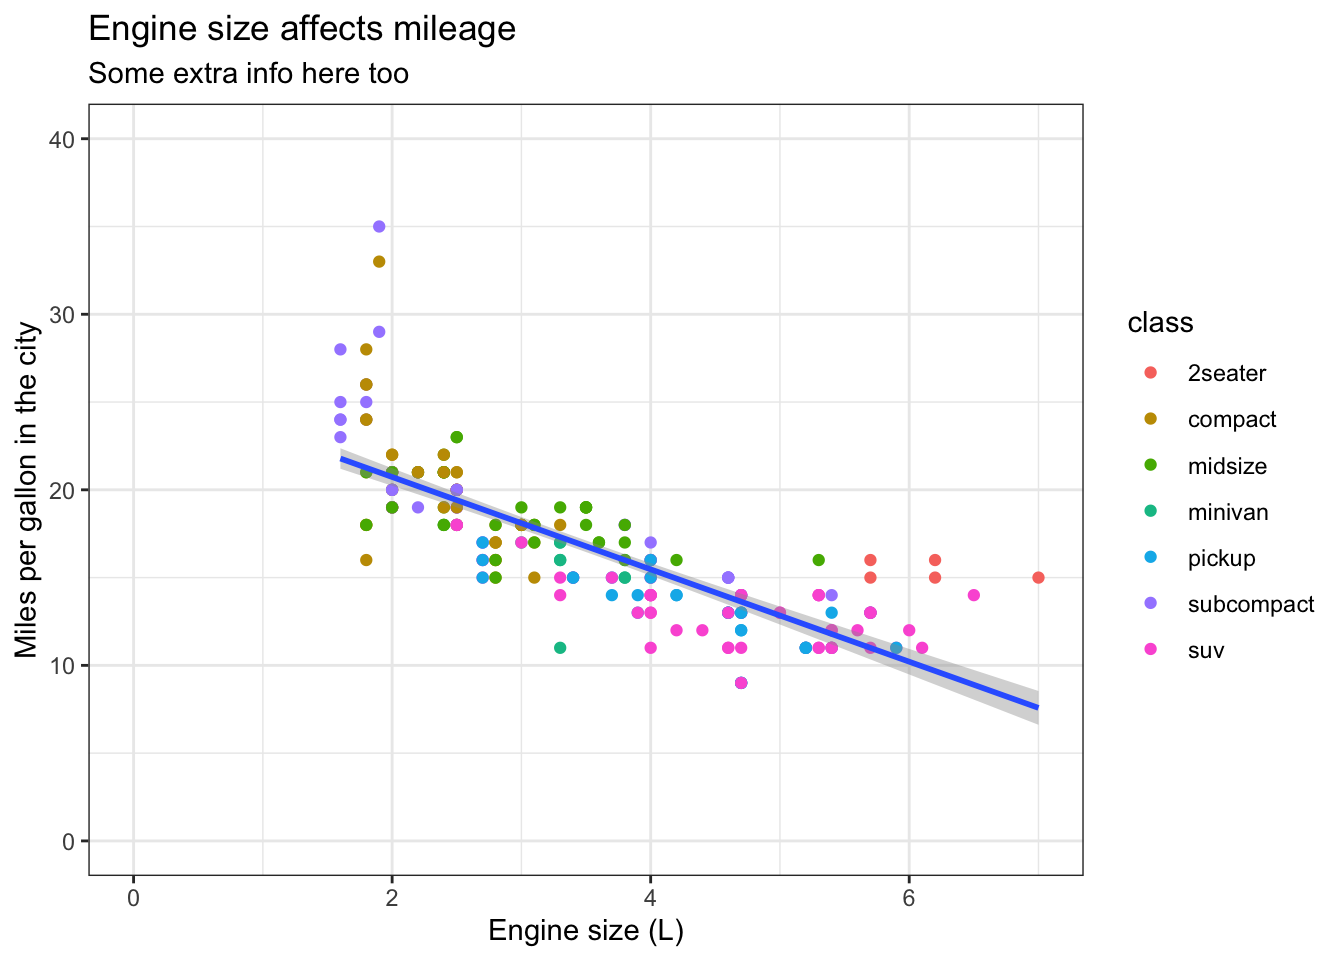 Engine size affects mileage
Some extra info here too
Miles per gallon in the city
40
30
20
10
0
0 2 4 6
Engine size (L)
class
2seater
compact
midsize
minivan
pickup
subcompact
suv